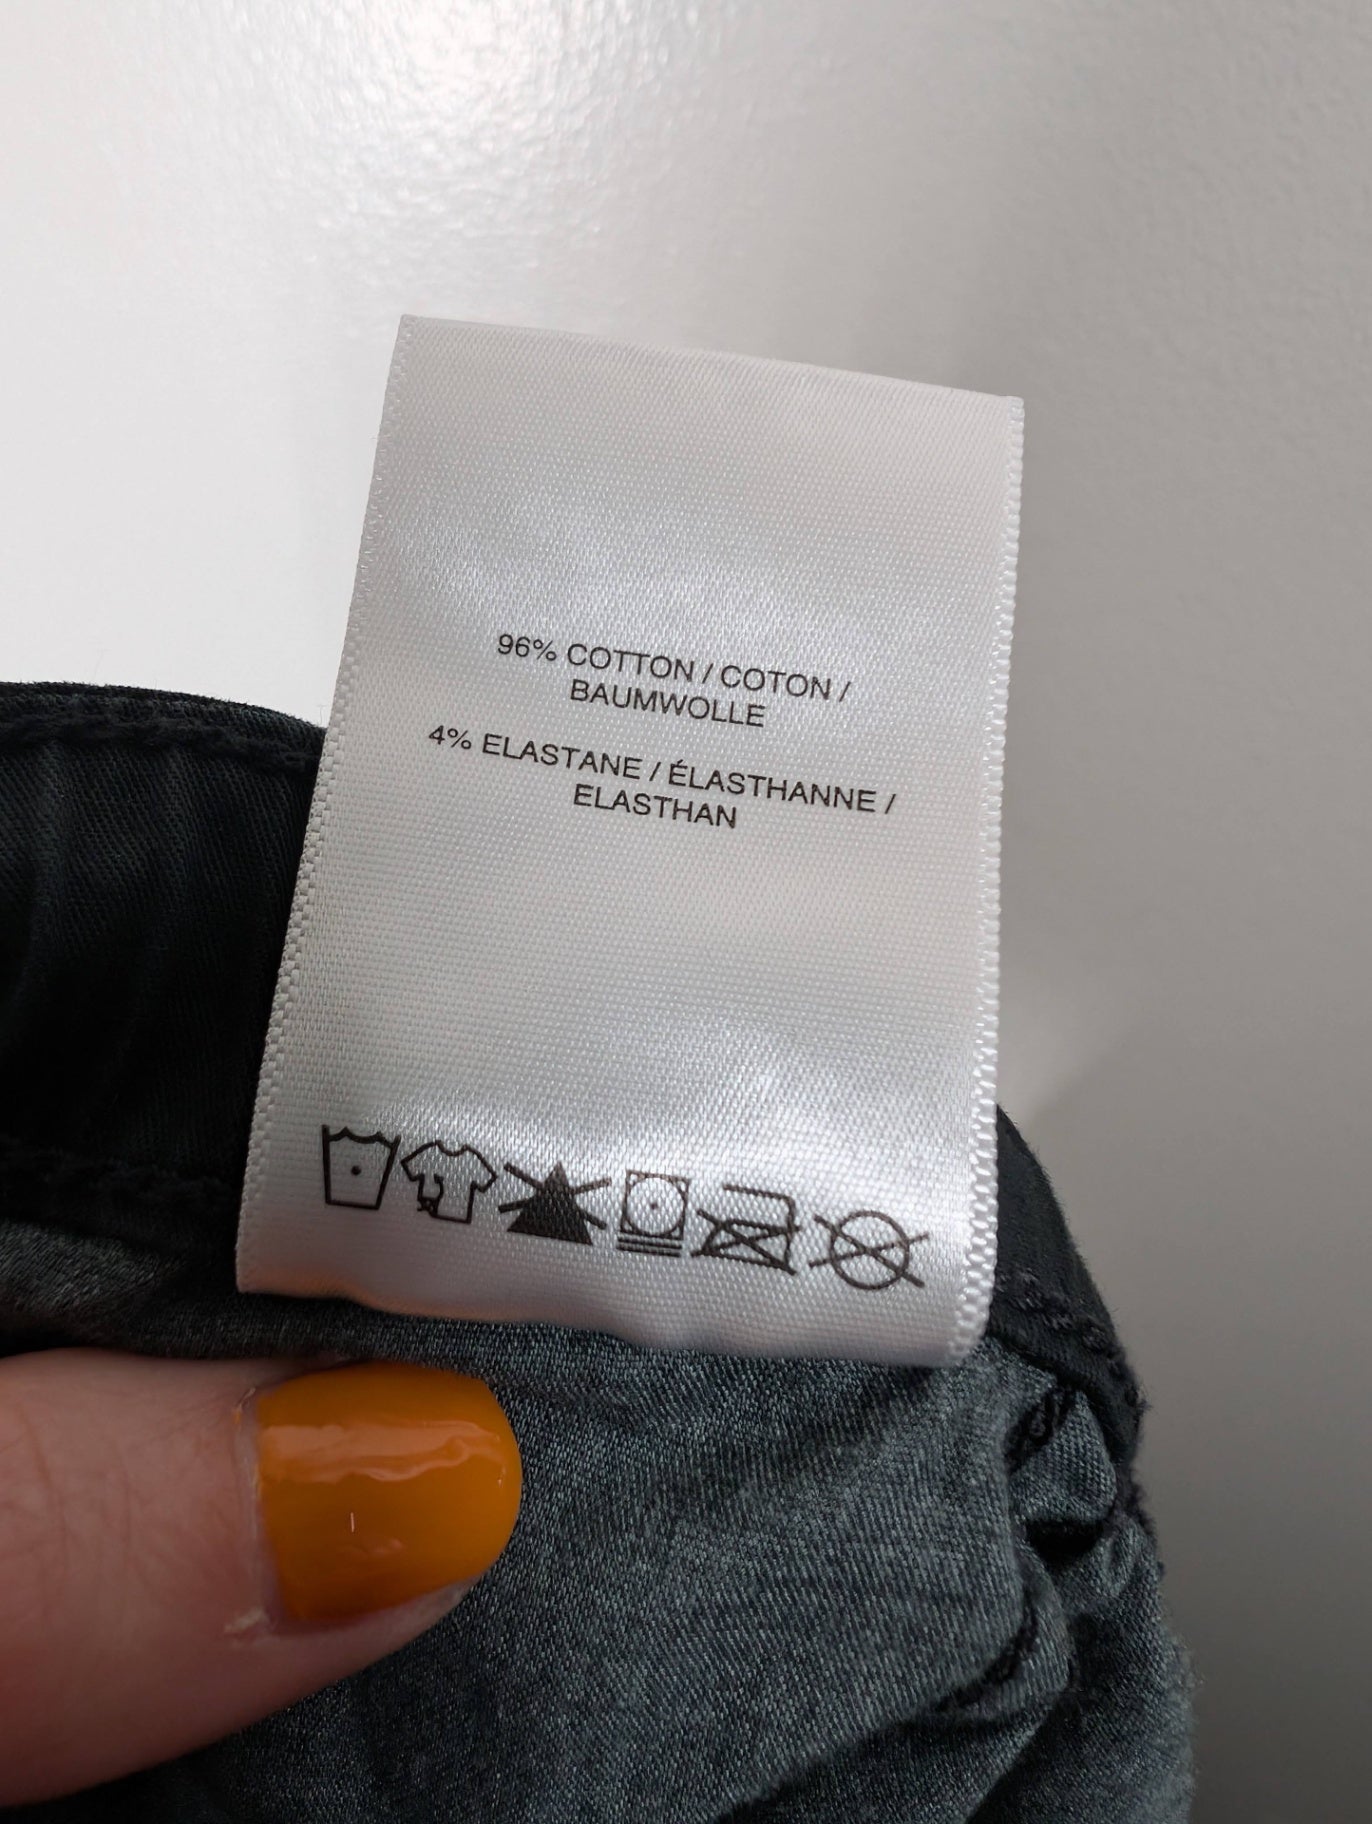 96% COTTON / COTON /
BAUMWOLLE
4% ELASTANE / ÉLASTHANNE /
ELASTHAN